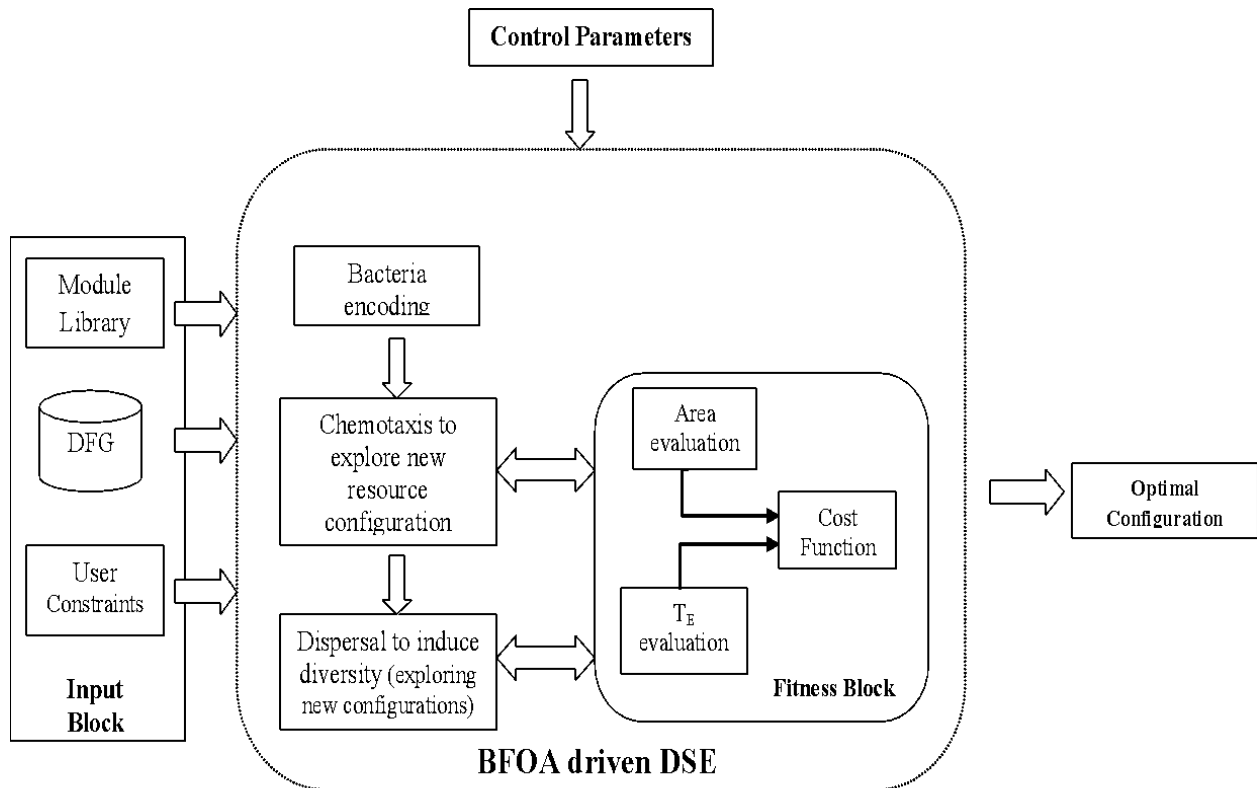 Control Parameters
Module
Library
DFG
User
Constraints
Input
Block
Bacteria
encoding
Chemotaxis to
explore new
resource
configuration
Dispersal to induce
diversity (exploring
new configurations)
Area
evaluation
Cost
Function
TE
evaluation
Fitness Block
BFOA driven DSE
Optimal
Configuration